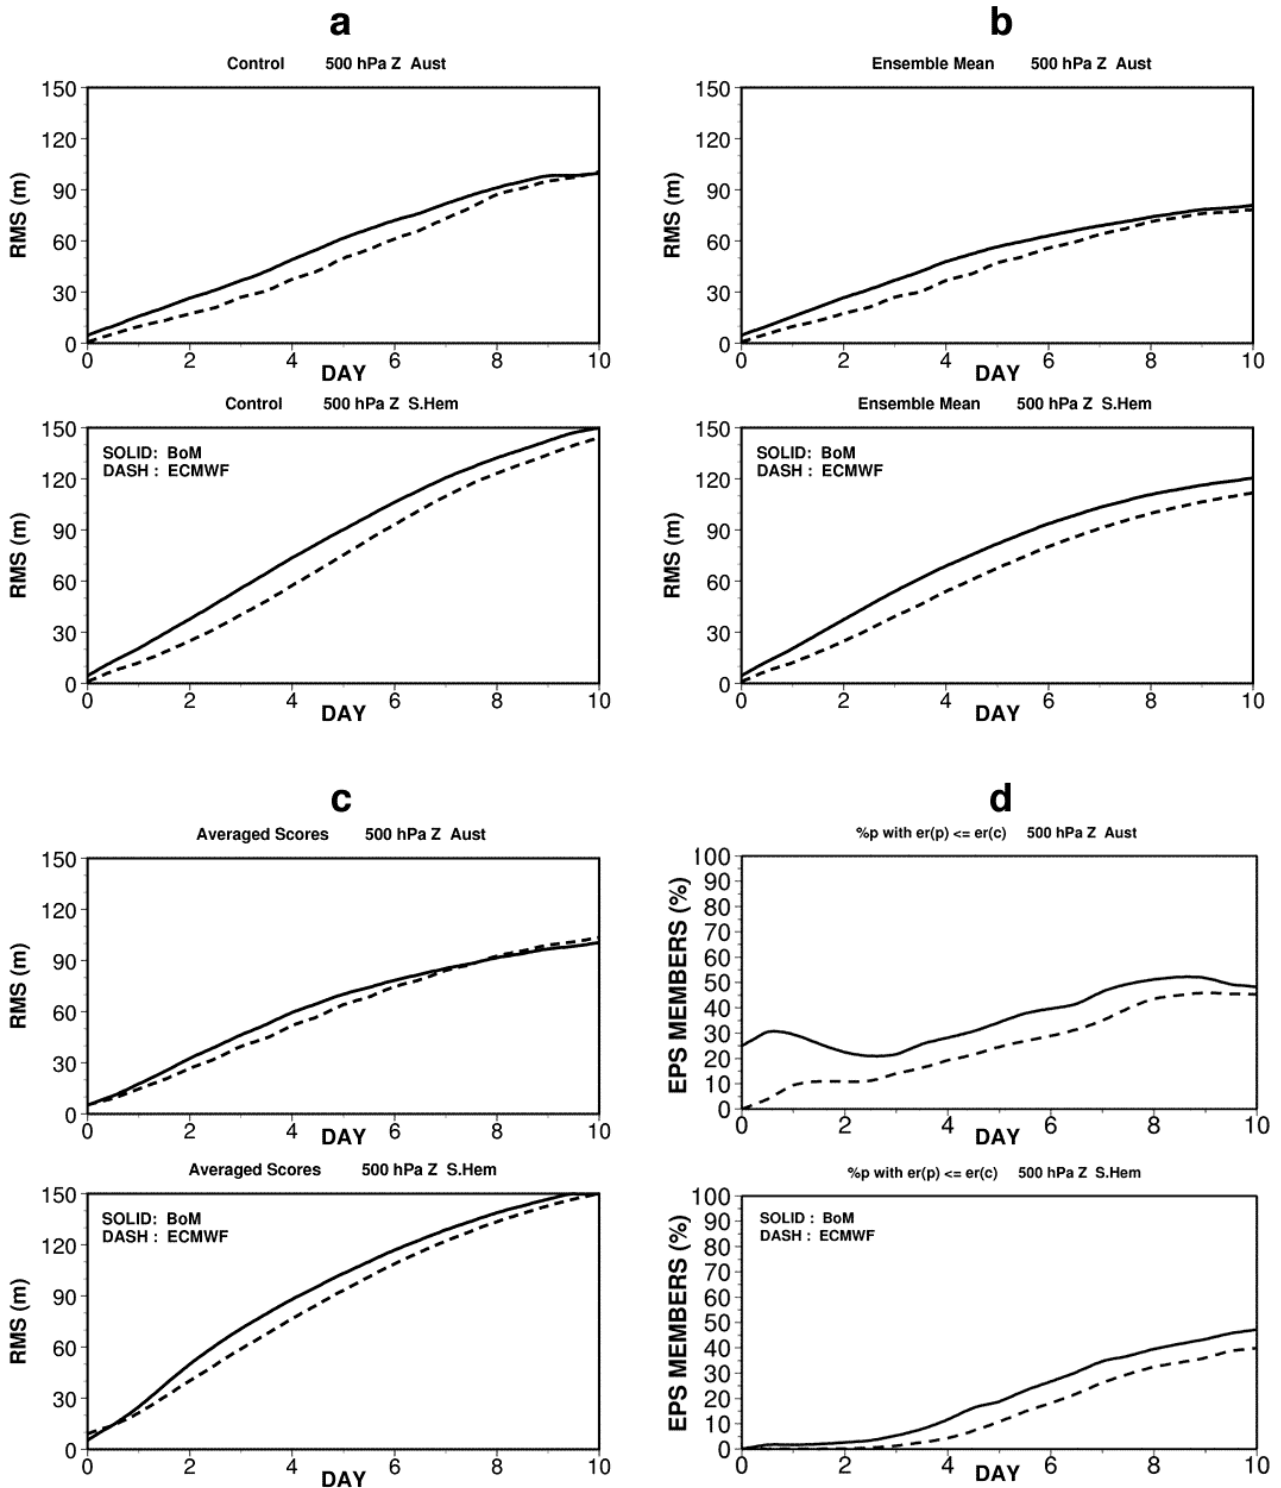 a
Control 500 hPa Z Aust
150
120
90
60
30
0
RMS (m)
0 2 4 6 8 10
DAY
Control 500 hPa Z S.Hem
SOLID: BoM
DASH : ECMWF
150
120
90
60
30
0
RMS (m)
0 2 4 6 8 10
DAY
b
Ensemble Mean 500 hPa Z Aust
150
120
90
60
30
0
RMS (m)
0 2 4 6 8 10
DAY
Ensemble Mean 500 hPa Z S.Hem
SOLID: BoM
DASH : ECMWF
150
120
90
60
30
0
RMS (m)
0 2 4 6 8 10
DAY
c
Averaged Scores 500 hPa Z Aust
150
120
90
60
30
0
RMS (m)
0 2 4 6 8 10
DAY
Averaged Scores 500 hPa Z S.Hem
SOLID: BoM
DASH : ECMWF
150
120
90
60
30
0
RMS (m)
0 2 4 6 8 10
DAY
d
%p with er(p) <= er(c) 500 hPa Z Aust
100
90
80
70
60
50
40
30
20
10
0
EPS MEMBERS (%)
0 2 4 6 8 10
DAY
%p with er(p) <= er(c) 500 hPa Z S.Hem
SOLID : BoM
DASH : ECMWF
100
90
80
70
60
50
40
30
20
10
0
EPS MEMBERS (%)
0 2 4 6 8 10
DAY